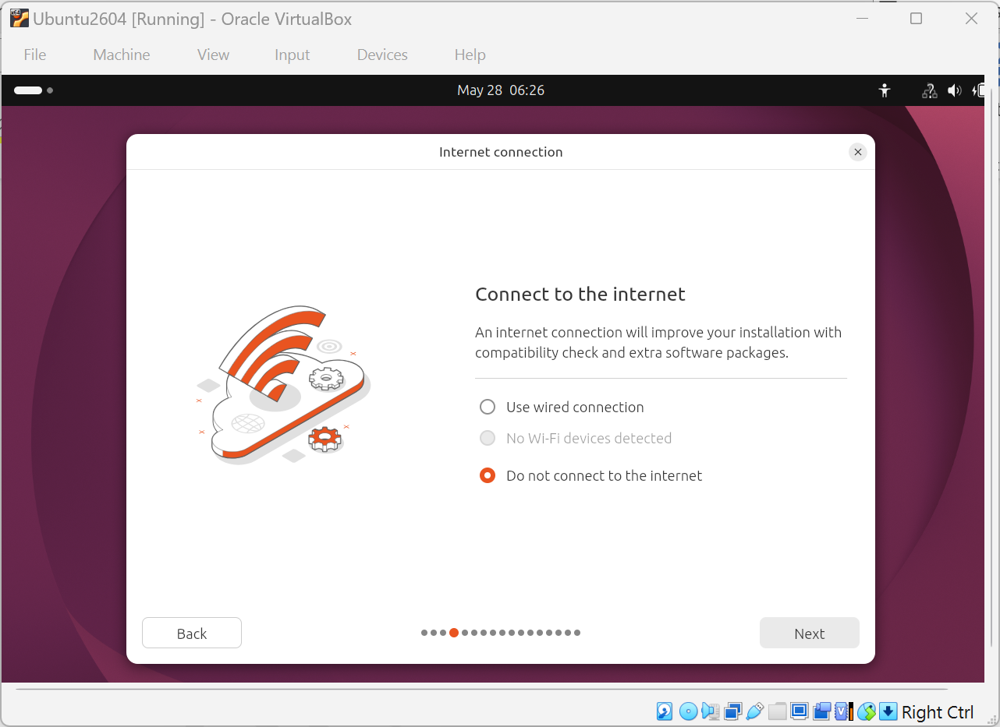 Ubuntu2604 [Running] - Oracle VirtualBox
File Machine View Input Devices Help
May 28 06:26
Internet connection
Connect to the internet
An internet connection will improve your installation with
compatibility check and extra software packages.
Use wired connection
No Wi-Fi devices detected
Do not connect to the internet
Back
Next
Right Ctrl